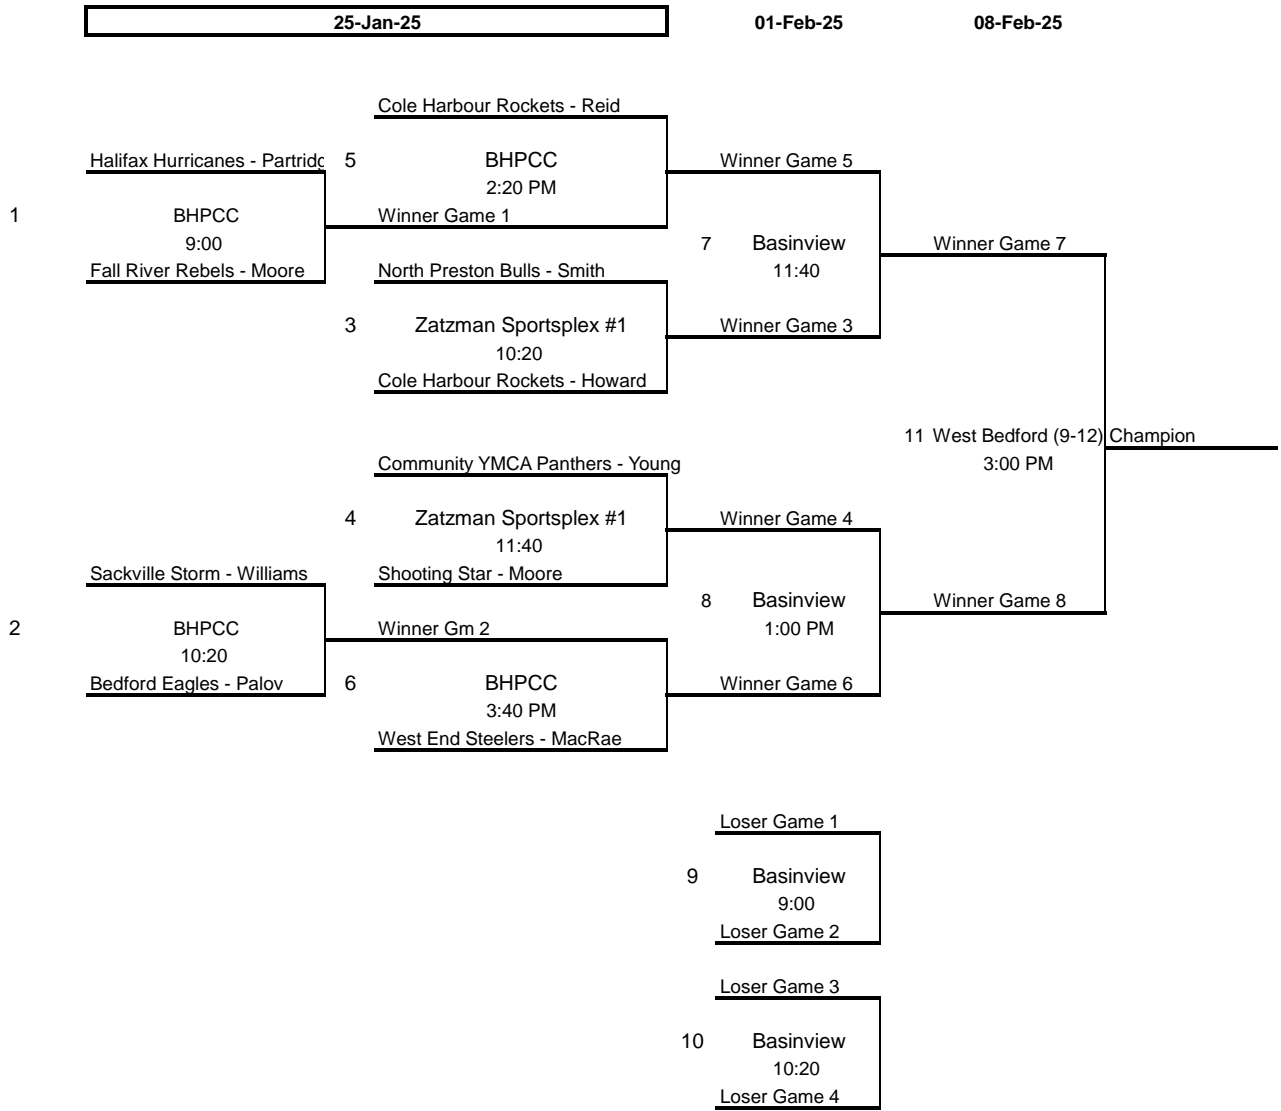 25-Jan-25 01-Feb-25 08-Feb-25
Cole Harbour Rockets - Reid
Halifax Hurricanes - Partridg 5 BHPCC Winner Game 5
2:20 PM
1 BHPCC Winner Game 1
9:00 7 Basinview Winner Game 7
Fall River Rebels - Moore North Preston Bulls - Smith 11:40
3 Zatzman Sportsplex #1 Winner Game 3
10:20
Cole Harbour Rockets - Howard
11 West Bedford (9-12) Champion
Community YMCA Panthers - Young 3:00 PM
4 Zatzman Sportsplex #1 Winner Game 4
11:40
Sackville Storm - Williams Shooting Star - Moore
8 Basinview Winner Game 8
2 BHPCC Winner Gm 2 1:00 PM
10:20
Bedford Eagles - Palov 6 BHPCC Winner Game 6
3:40 PM
West End Steelers - MacRae
Loser Game 1
9 Basinview
9:00
Loser Game 2
Loser Game 3
10 Basinview
10:20
Loser Game 4